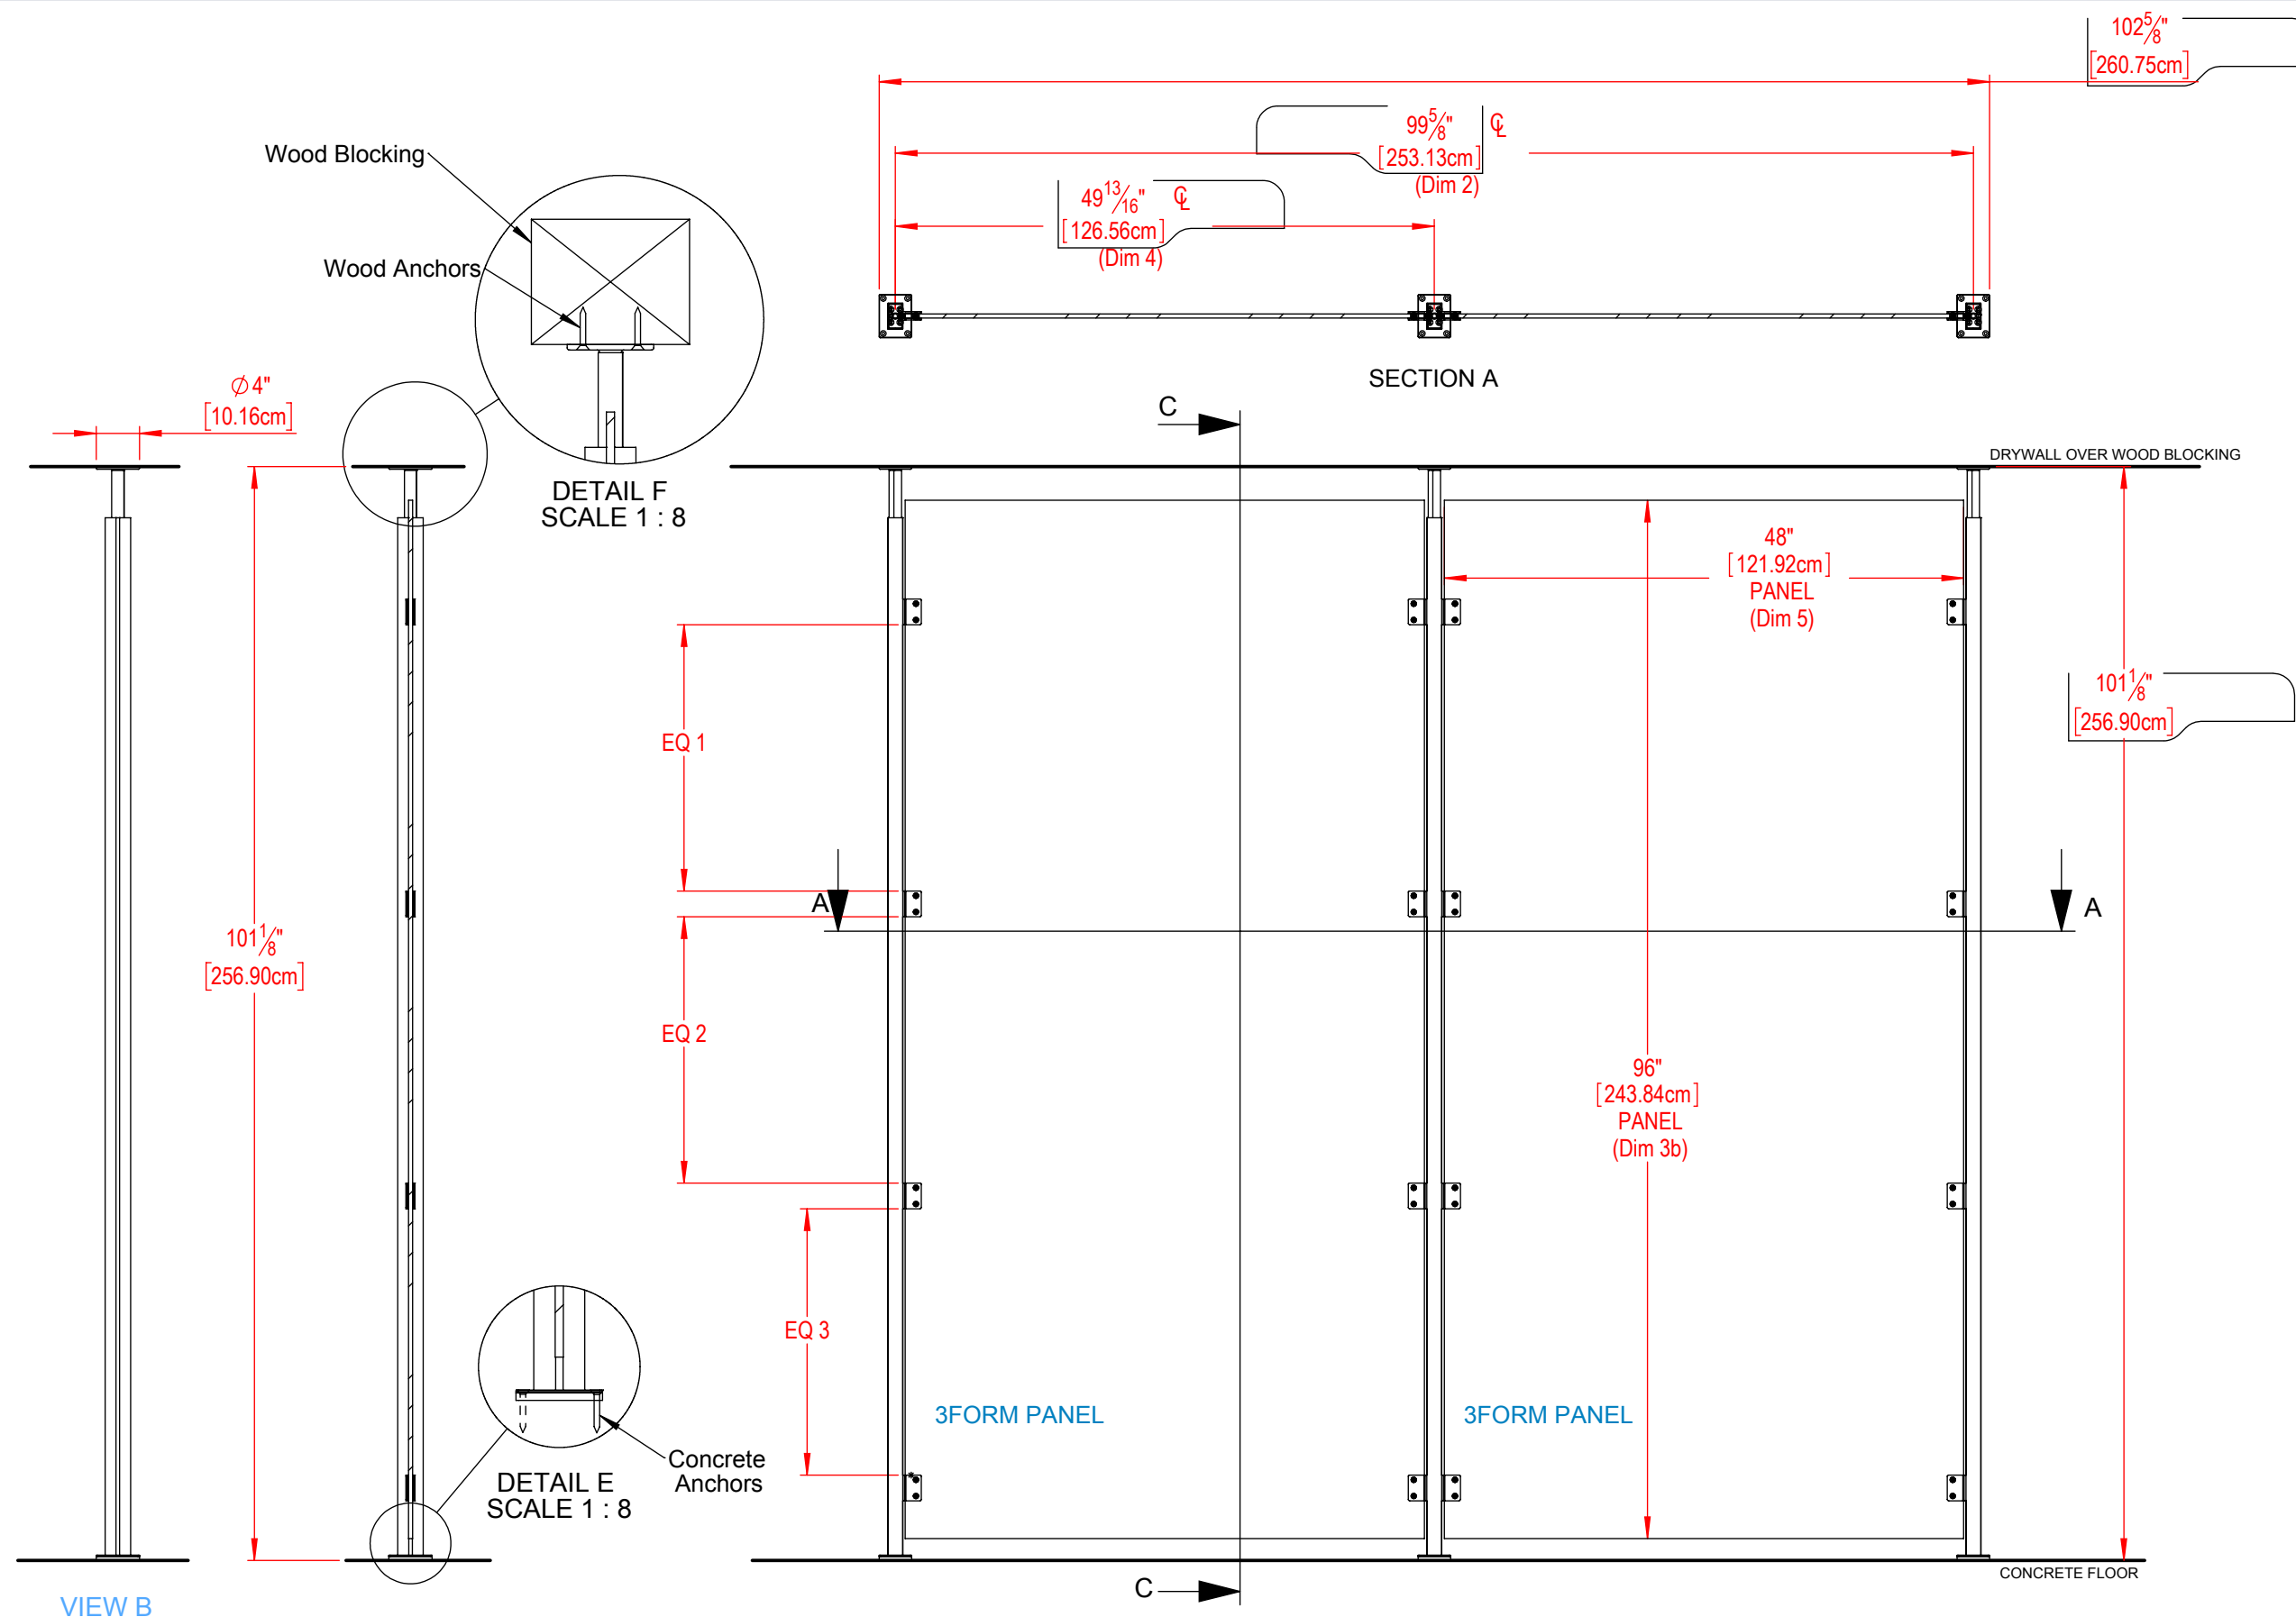 102 5/8"
[260.75cm]
99 5/8" ℄
[253.13cm]
(Dim 2)
49 13/16" ℄
[126.56cm]
(Dim 4)
Wood Blocking
Wood Anchors
SECTION A
Ø4"
[10.16cm]
C
DETAIL F
SCALE 1 : 8
DRYWALL OVER WOOD BLOCKING
48"
[121.92cm]
PANEL
(Dim 5)
101 1/8"
[256.90cm]
EQ 1
A
A
101 1/8"
[256.90cm]
EQ 2
96"
[243.84cm]
PANEL
(Dim 3b)
EQ 3
3FORM PANEL
3FORM PANEL
Concrete
Anchors
DETAIL E
SCALE 1 : 8
CONCRETE FLOOR
C
VIEW B